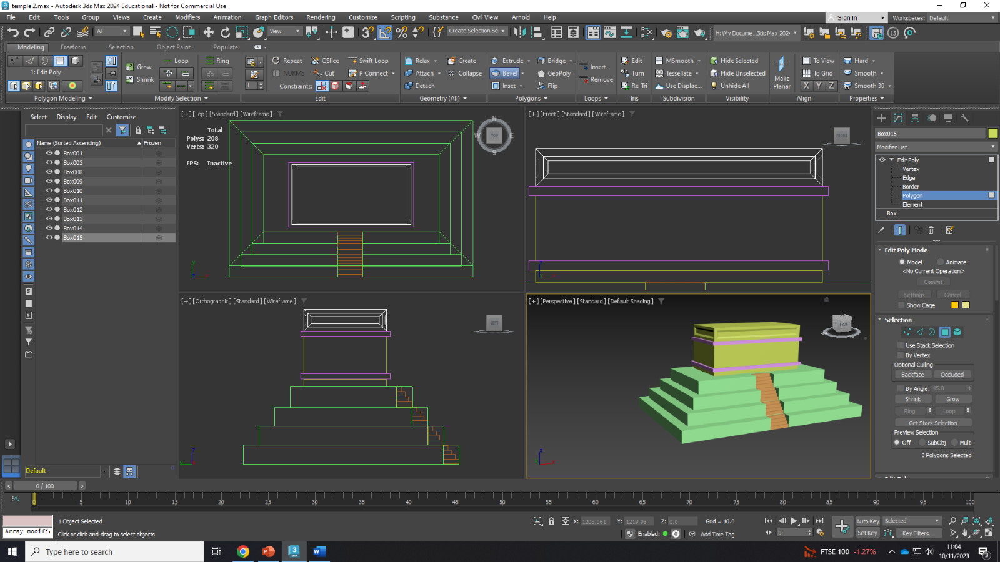 temple 2.max - Autodesk 3ds Max 2024 Educational - Not for Commercial Use
File Edit Tools Group Views Create Modifiers Animation Graph Editors Rendering Customize Scripting Substance Civil View Arnold Help
Sign In Workspaces: Default
All View Create Selection Se H:\My Docume...3ds Max 202 13
Modeling Freeform Selection Object Paint Populate
1: Edit Poly
Grow Shrink
Loop Ring
Repeat QSlice Swift Loop
NURMS Cut P Connect
1 Constraints:
Relax Create
Attach Collapse
Detach
Extrude Bridge
Bevel GeoPoly
Inset Flip
Insert
Remove
Edit
Turn
Re-Tri
MSmooth
Tessellate
Use Displac...
Hide Selected
Hide Unselected
Unhide All
Make Planar
To View
To Grid
X Y Z
Hard
Smooth
Smooth 30
Polygon Modeling Modify Selection Edit Geometry (All) Polygons Loops Tris Subdivision Visibility Align Properties
Select Display Edit Customize
Name (Sorted Ascending) Frozen
Box001
Box003
Box008
Box009
Box010
Box011
Box012
Box013
Box014
Box015
Default
[+] [Top] [Standard] [Wireframe]
Total
Polys: 208
Verts: 320
FPS: Inactive
N
W TOP E
S
[+] [Front] [Standard] [Wireframe]
FRONT
[+] [Orthographic] [Standard] [Wireframe]
LEFT
[+] [Perspective] [Standard] [Default Shading]
FRONT
Box015
Modifier List
Edit Poly
Vertex
Edge
Border
Polygon
Element
Box
Edit Poly Mode
Model Animate
<No Current Operation>
Commit
Settings Cancel
Show Cage
Selection
Use Stack Selection
By Vertex
Optional Culling
Backface Occluded
By Angle: 45.0
Shrink Grow
Ring Loop
Get Stack Selection
Preview Selection
Off SubObj Multi
0 Polygons Selected
< 0 / 100 >
0 5 10 15 20 25 30 35 40 45 50 55 60 65 70 75 80 85 90 95 100
Array modifi
1 Object Selected
Click or click-and-drag to select objects
X: 1203.061 Y: 1219.98 Z: 0.0 Grid = 10.0
Enabled: 0 Add Time Tag
0
Auto Key Selected
Set Key Key Filters...
Type here to search
FTSE 100 -1.27%
11:04
10/11/2023
3